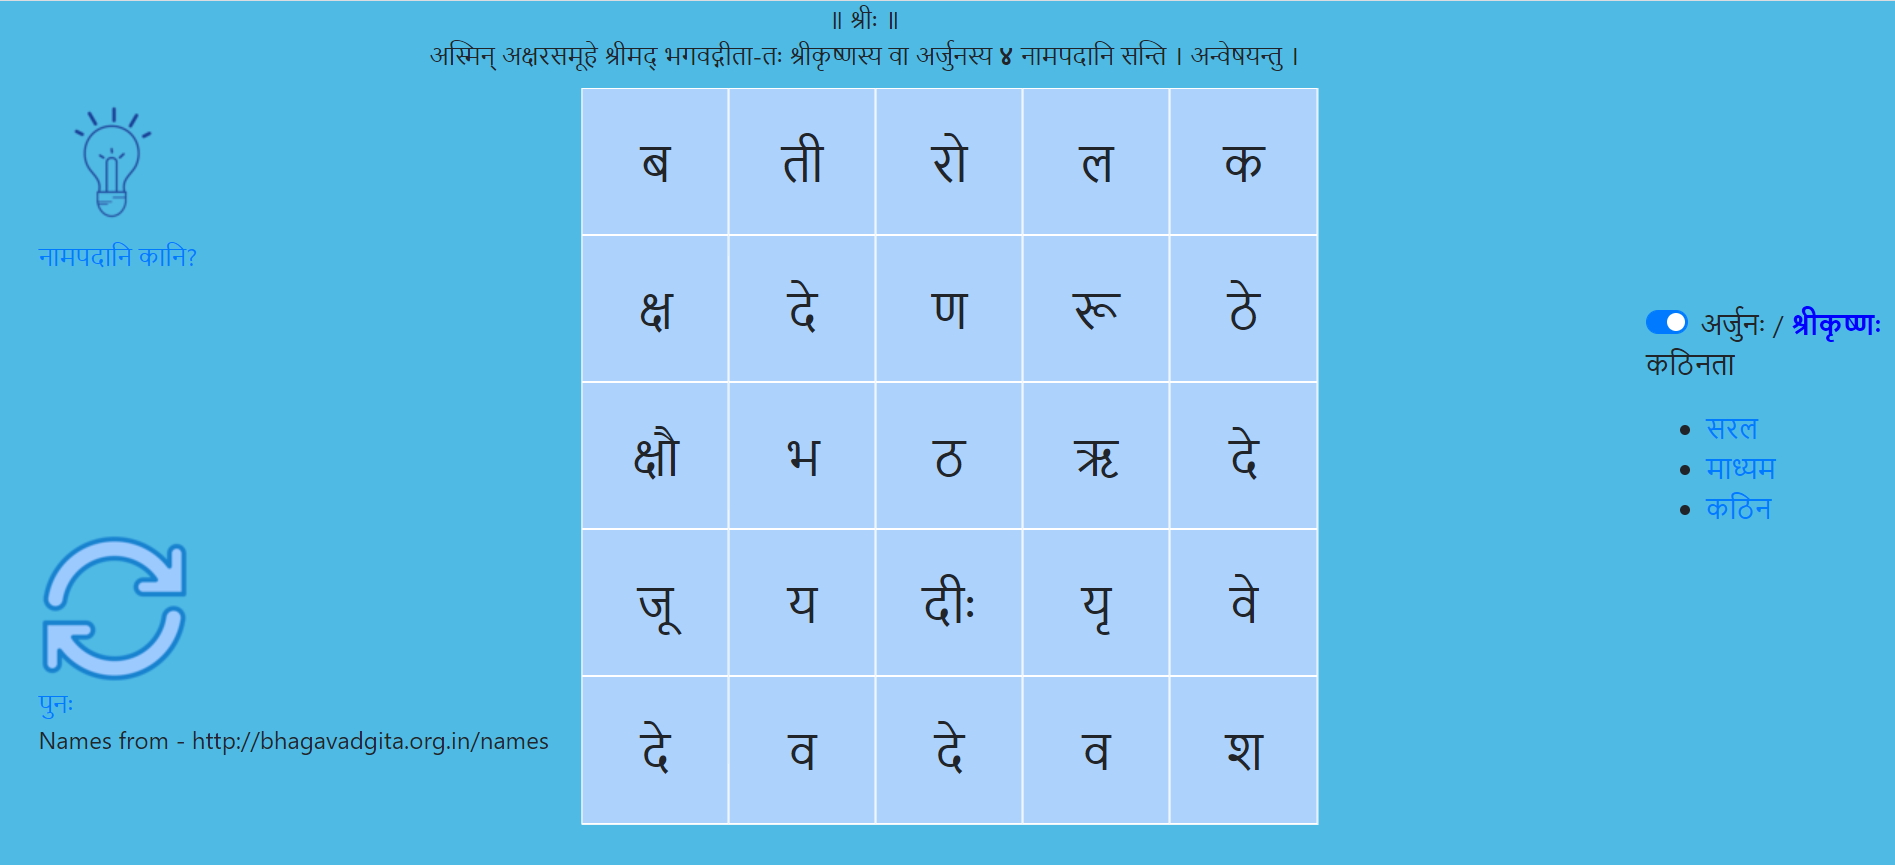 ॥ श्रीः ॥
अस्मिन् अक्षरसमूहे श्रीमद् भगवद्गीता-तः श्रीकृष्णस्य वा अर्जुनस्य ४ नामपदानि सन्ति । अन्वेषयन्तु ।
ब ती रो ल क
क्ष दे ण रू ठे
क्षौ भ ठ ऋ दे
जू य दीः यृ वे
दे व दे व श
नामपदानि कानि?
पुनः
Names from - http://bhagavadgita.org.in/names
अर्जुनः / श्रीकृष्णः
कठिनता
सरल
माध्यम
कठिन